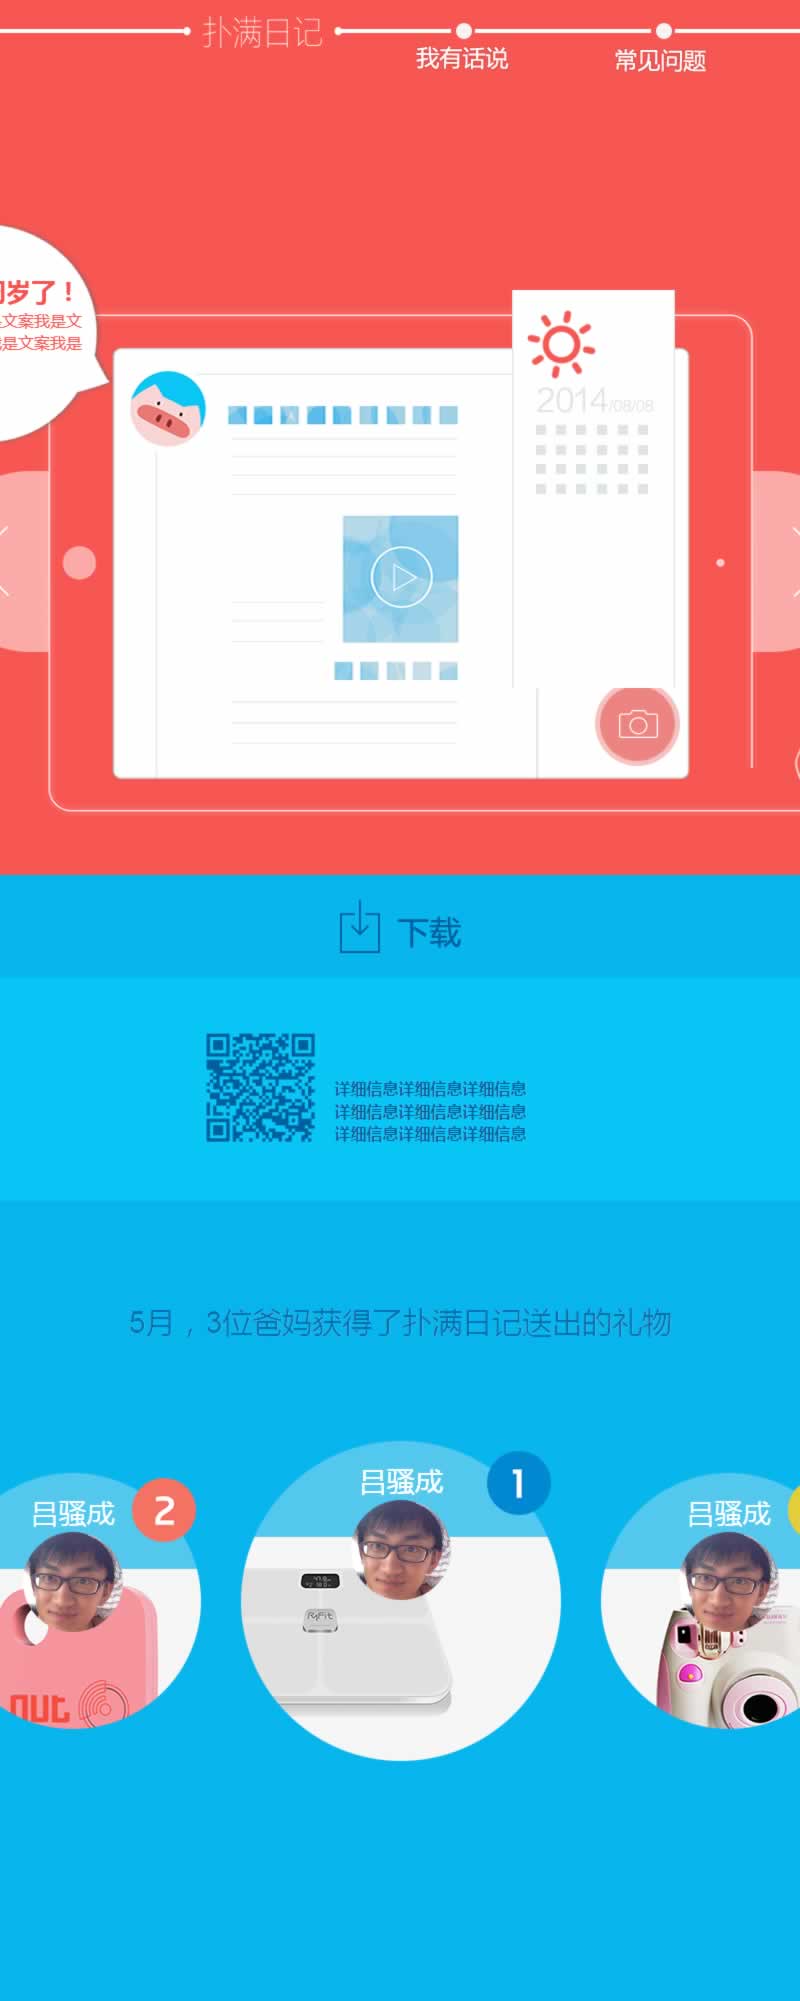 扑满日记
我有话说
常见问题
岁了！
文案我是文
是文案我是
2014/08/08
下载
详细信息详细信息详细信息
详细信息详细信息详细信息
详细信息详细信息详细信息
5月，3位爸妈获得了扑满日记送出的礼物
吕骚成
2
吕骚成
1
吕骚成
RyFit
nut